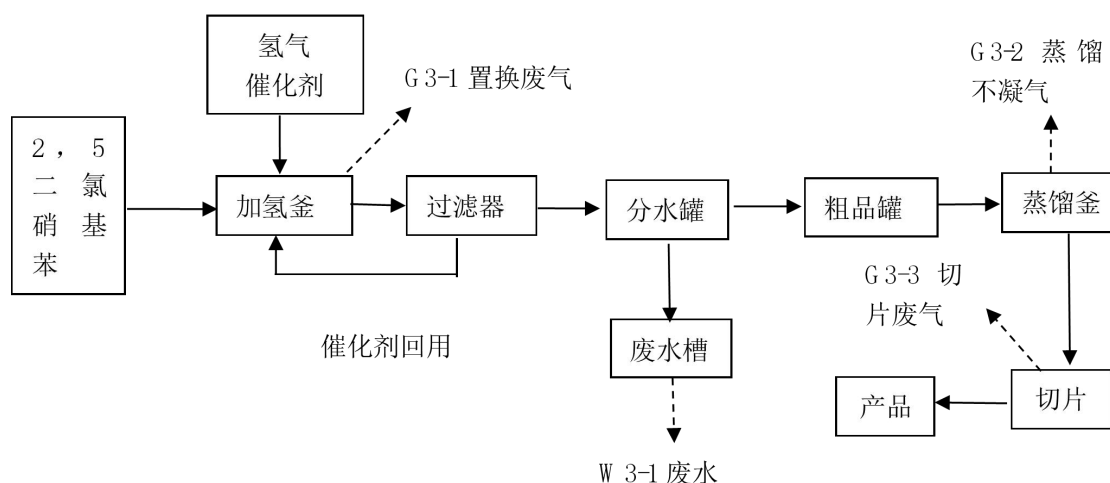 氢气
催化剂
G3-1 置换废气
G3-2 蒸馏
不凝气
2，5
二氯
硝基
苯
加氢釜
过滤器
分水罐
粗品罐
蒸馏釜
G3-3 切
片废气
催化剂回用
废水槽
产品
切片
W 3-1 废水